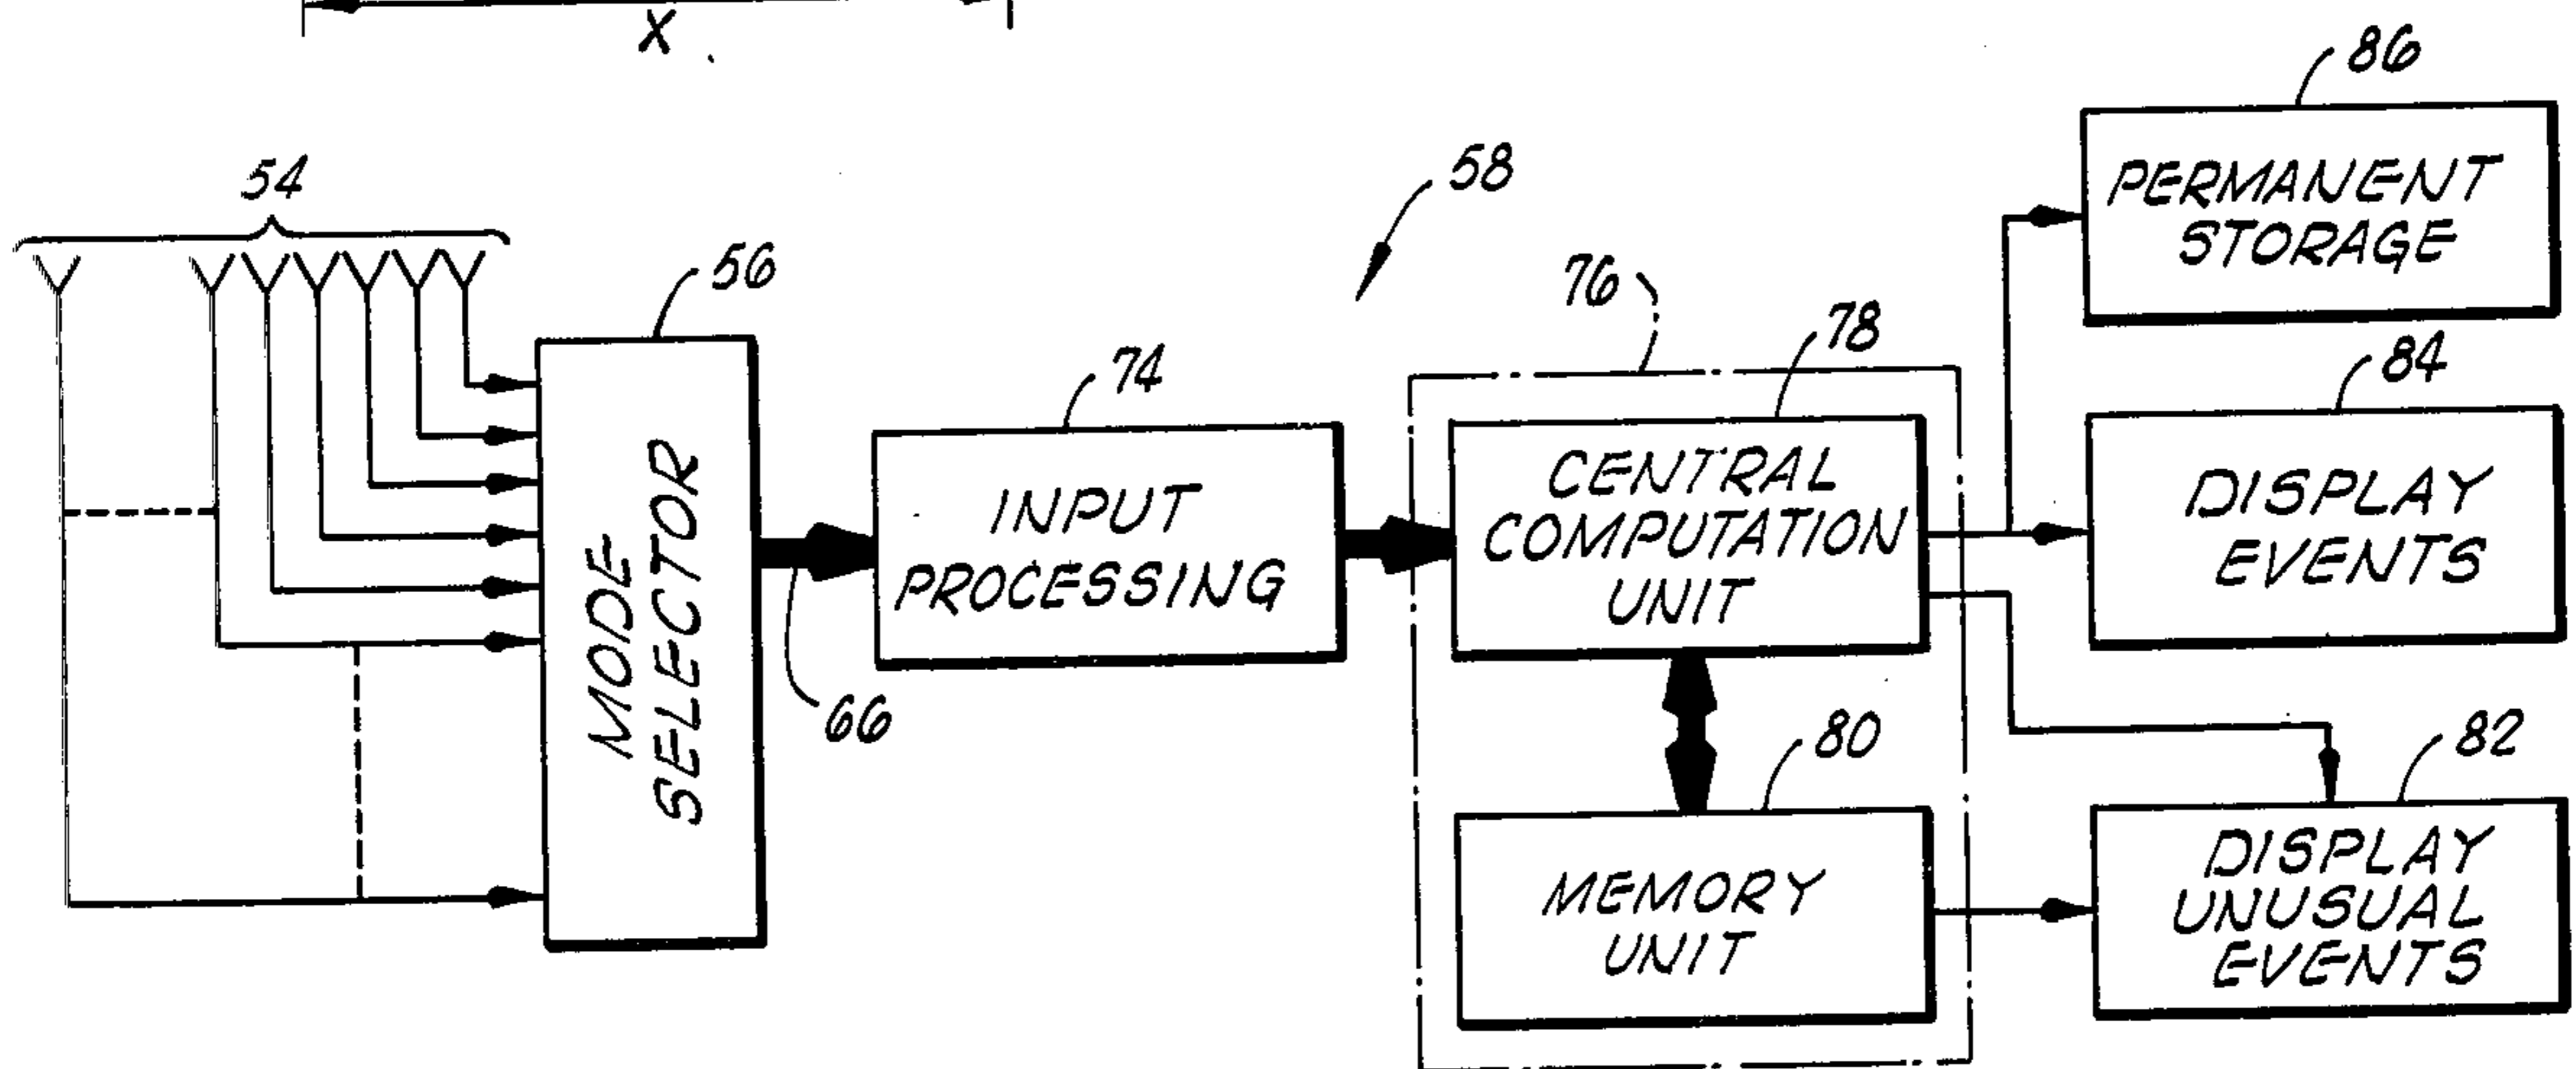 X
86
PERMANENT
STORAGE
54
58
56
76
78
84
74
MODE
SELECTOR
INPUT
PROCESSING
CENTRAL
COMPUTATION
UNIT
DISPLAY
EVENTS
66
80
82
MEMORY
UNIT
DISPLAY
UNUSUAL
EVENTS